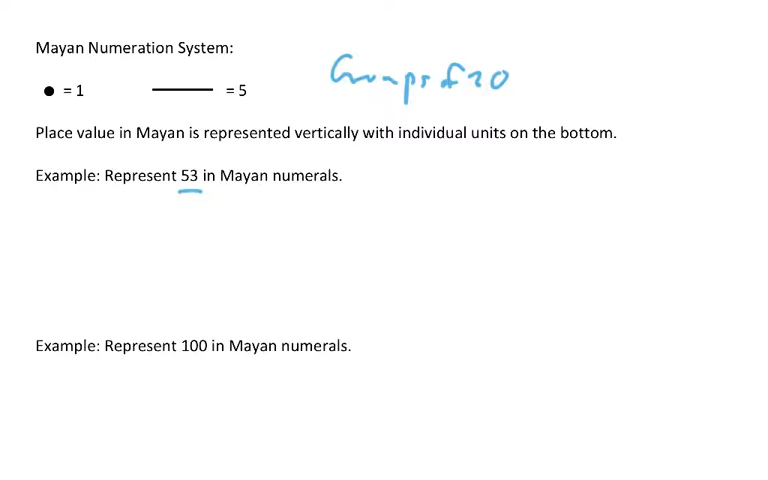 Mayan Numeration System:
Groups of 20
= 1
= 5
Place value in Mayan is represented vertically with individual units on the bottom.
Example: Represent 53 in Mayan numerals.
Example: Represent 100 in Mayan numerals.